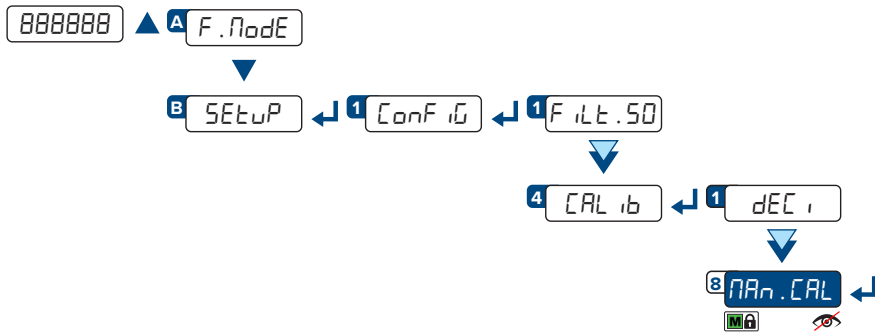 888888 A F.ModE
B SEtuP 1 ConFiG 1 FiLt.50
4 CALib 1 dECi
8 MAn.CAL
M